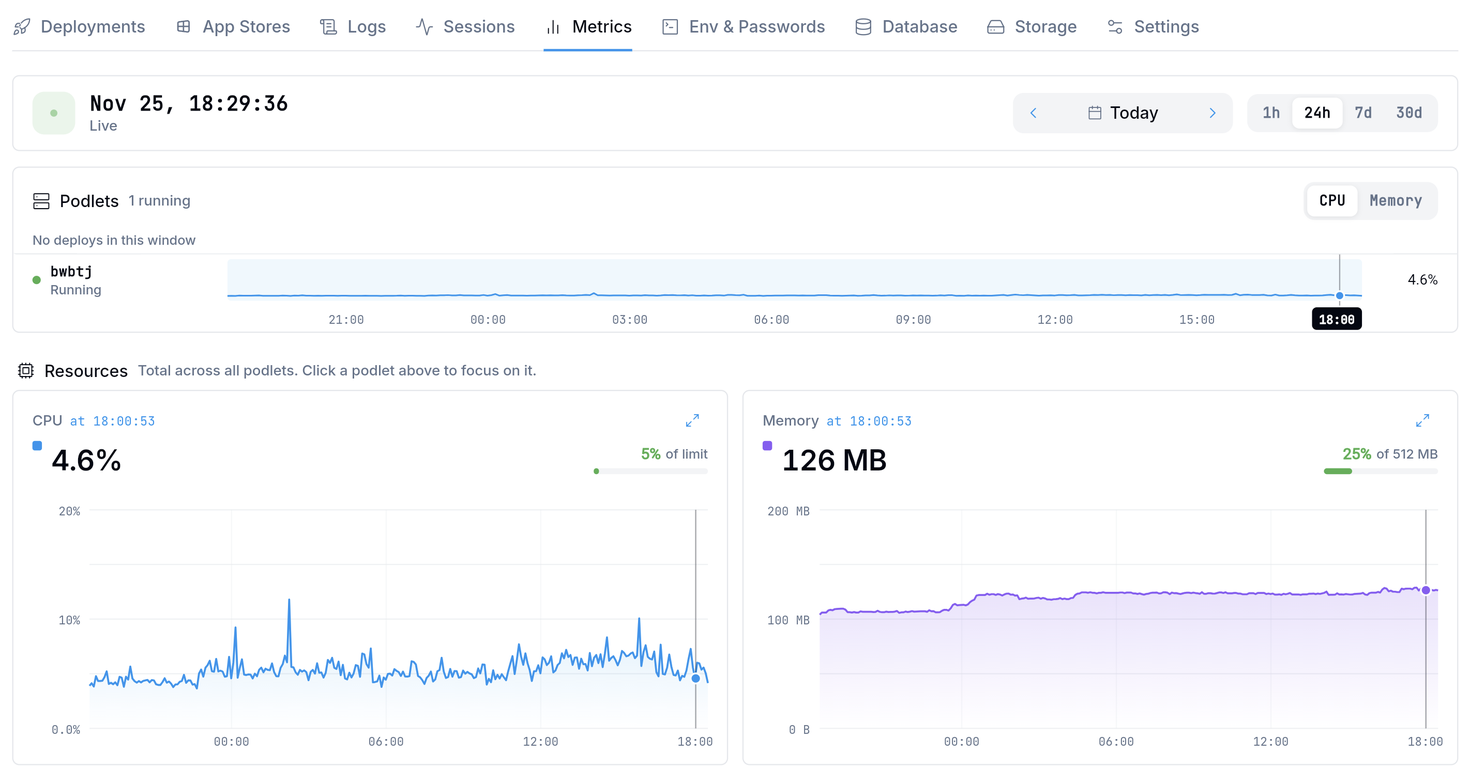 Deployments App Stores Logs Sessions Metrics Env & Passwords Database Storage Settings
Nov 25, 18:29:36
Live
Today
1h 24h 7d 30d
Podlets 1 running
CPU Memory
No deploys in this window
bwbtj
Running
4.6%
21:00 00:00 03:00 06:00 09:00 12:00 15:00 18:00
Resources Total across all podlets. Click a podlet above to focus on it.
CPU at 18:00:53
4.6%
5% of limit
20%
10%
0.0%
00:00 06:00 12:00 18:00
Memory at 18:00:53
126 MB
25% of 512 MB
200 MB
100 MB
0 B
00:00 06:00 12:00 18:00